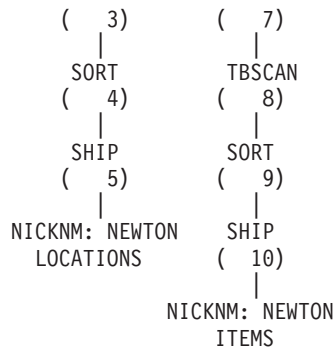 (   3)         (   7)
|              |
SORT         TBSCAN
(   4)         (   8)
|              |
SHIP          SORT
(   5)         (   9)
|              |
NICKNM: NEWTON    SHIP
LOCATIONS     (  10)
|
NICKNM: NEWTON
ITEMS